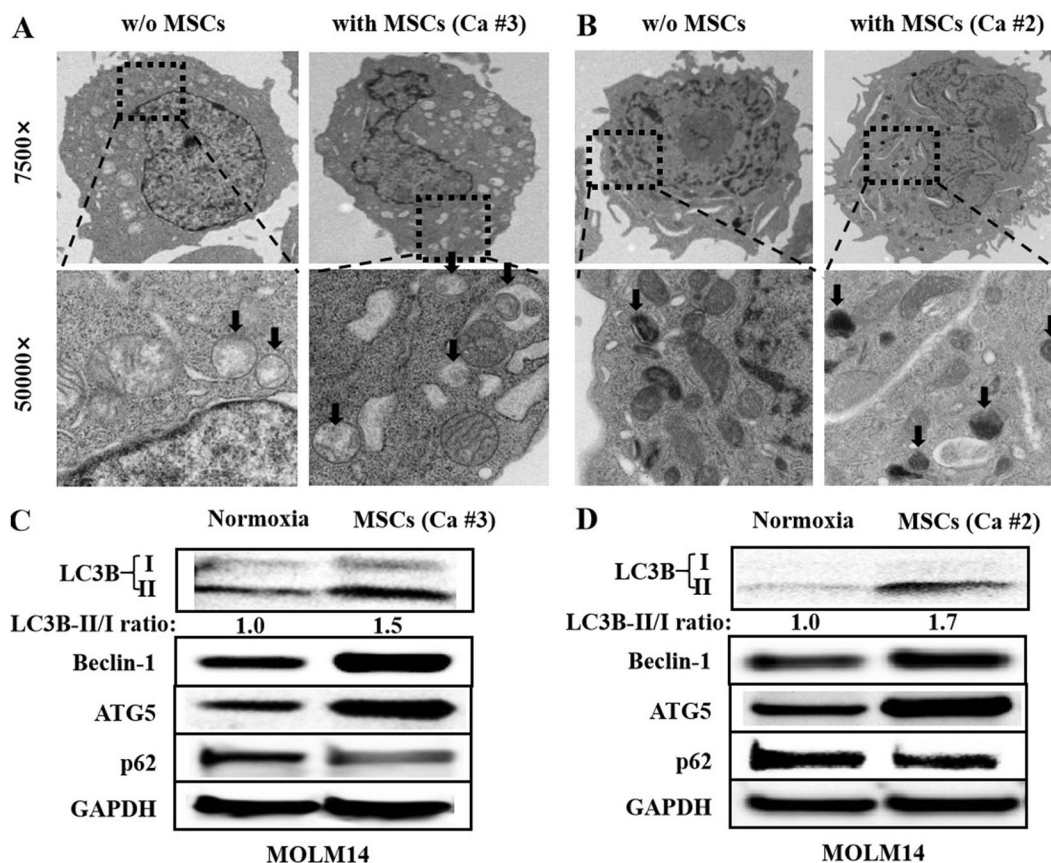 A w/o MSCs with MSCs (Ca #3) B w/o MSCs with MSCs (Ca #2)
7500×
50000×
C Normoxia MSCs (Ca #3)
LC3B I
II
LC3B-II/I ratio: 1.0 1.5
Beclin-1
ATG5
p62
GAPDH
MOLM14
D Normoxia MSCs (Ca #2)
LC3B I
II
LC3B-II/I ratio: 1.0 1.7
Beclin-1
ATG5
p62
GAPDH
MOLM14